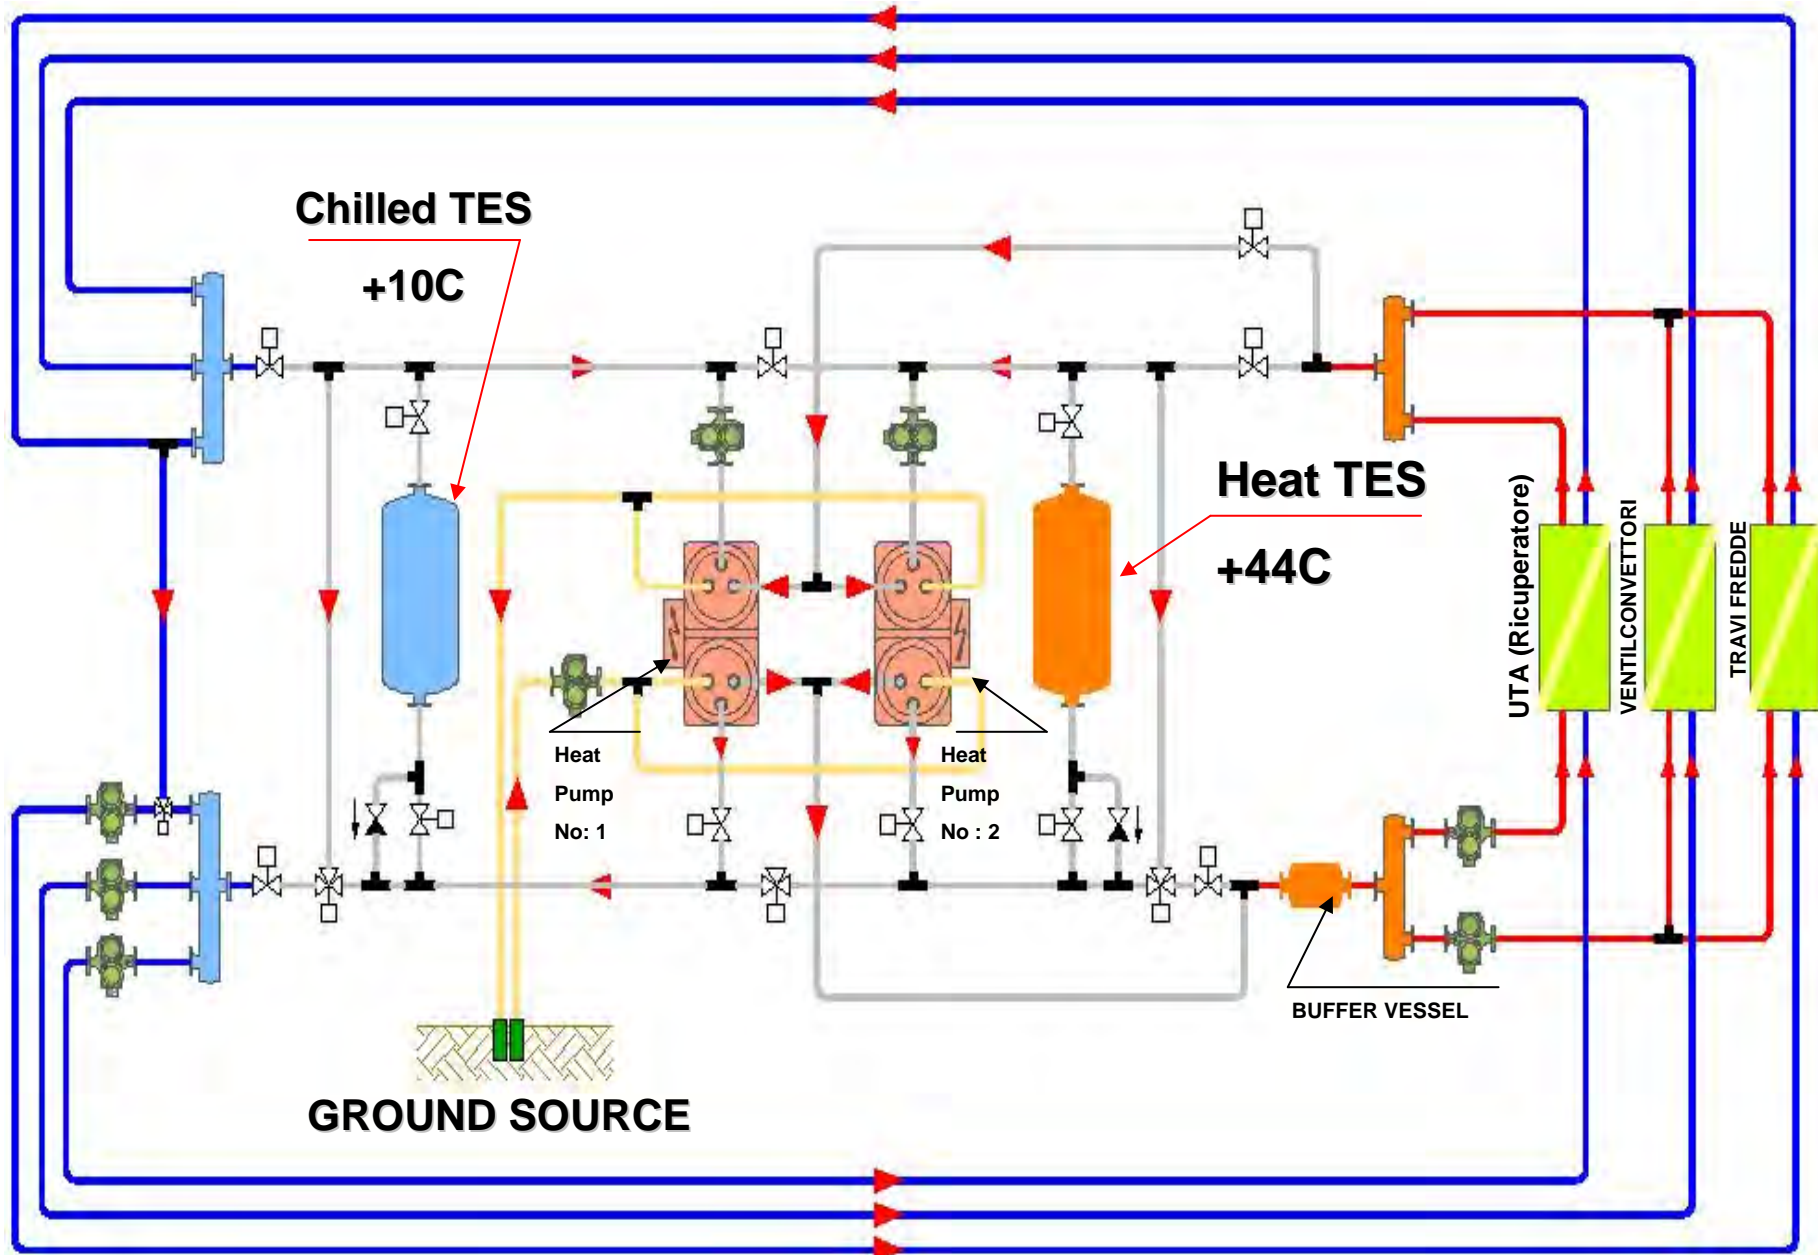 Chilled TES
+10C
Heat TES
+44C
UTA (Ricuperatore)
VENTILCONVETTORI
TRAVI FREDDE
Heat
Pump
No: 1
Heat
Pump
No : 2
BUFFER VESSEL
GROUND SOURCE